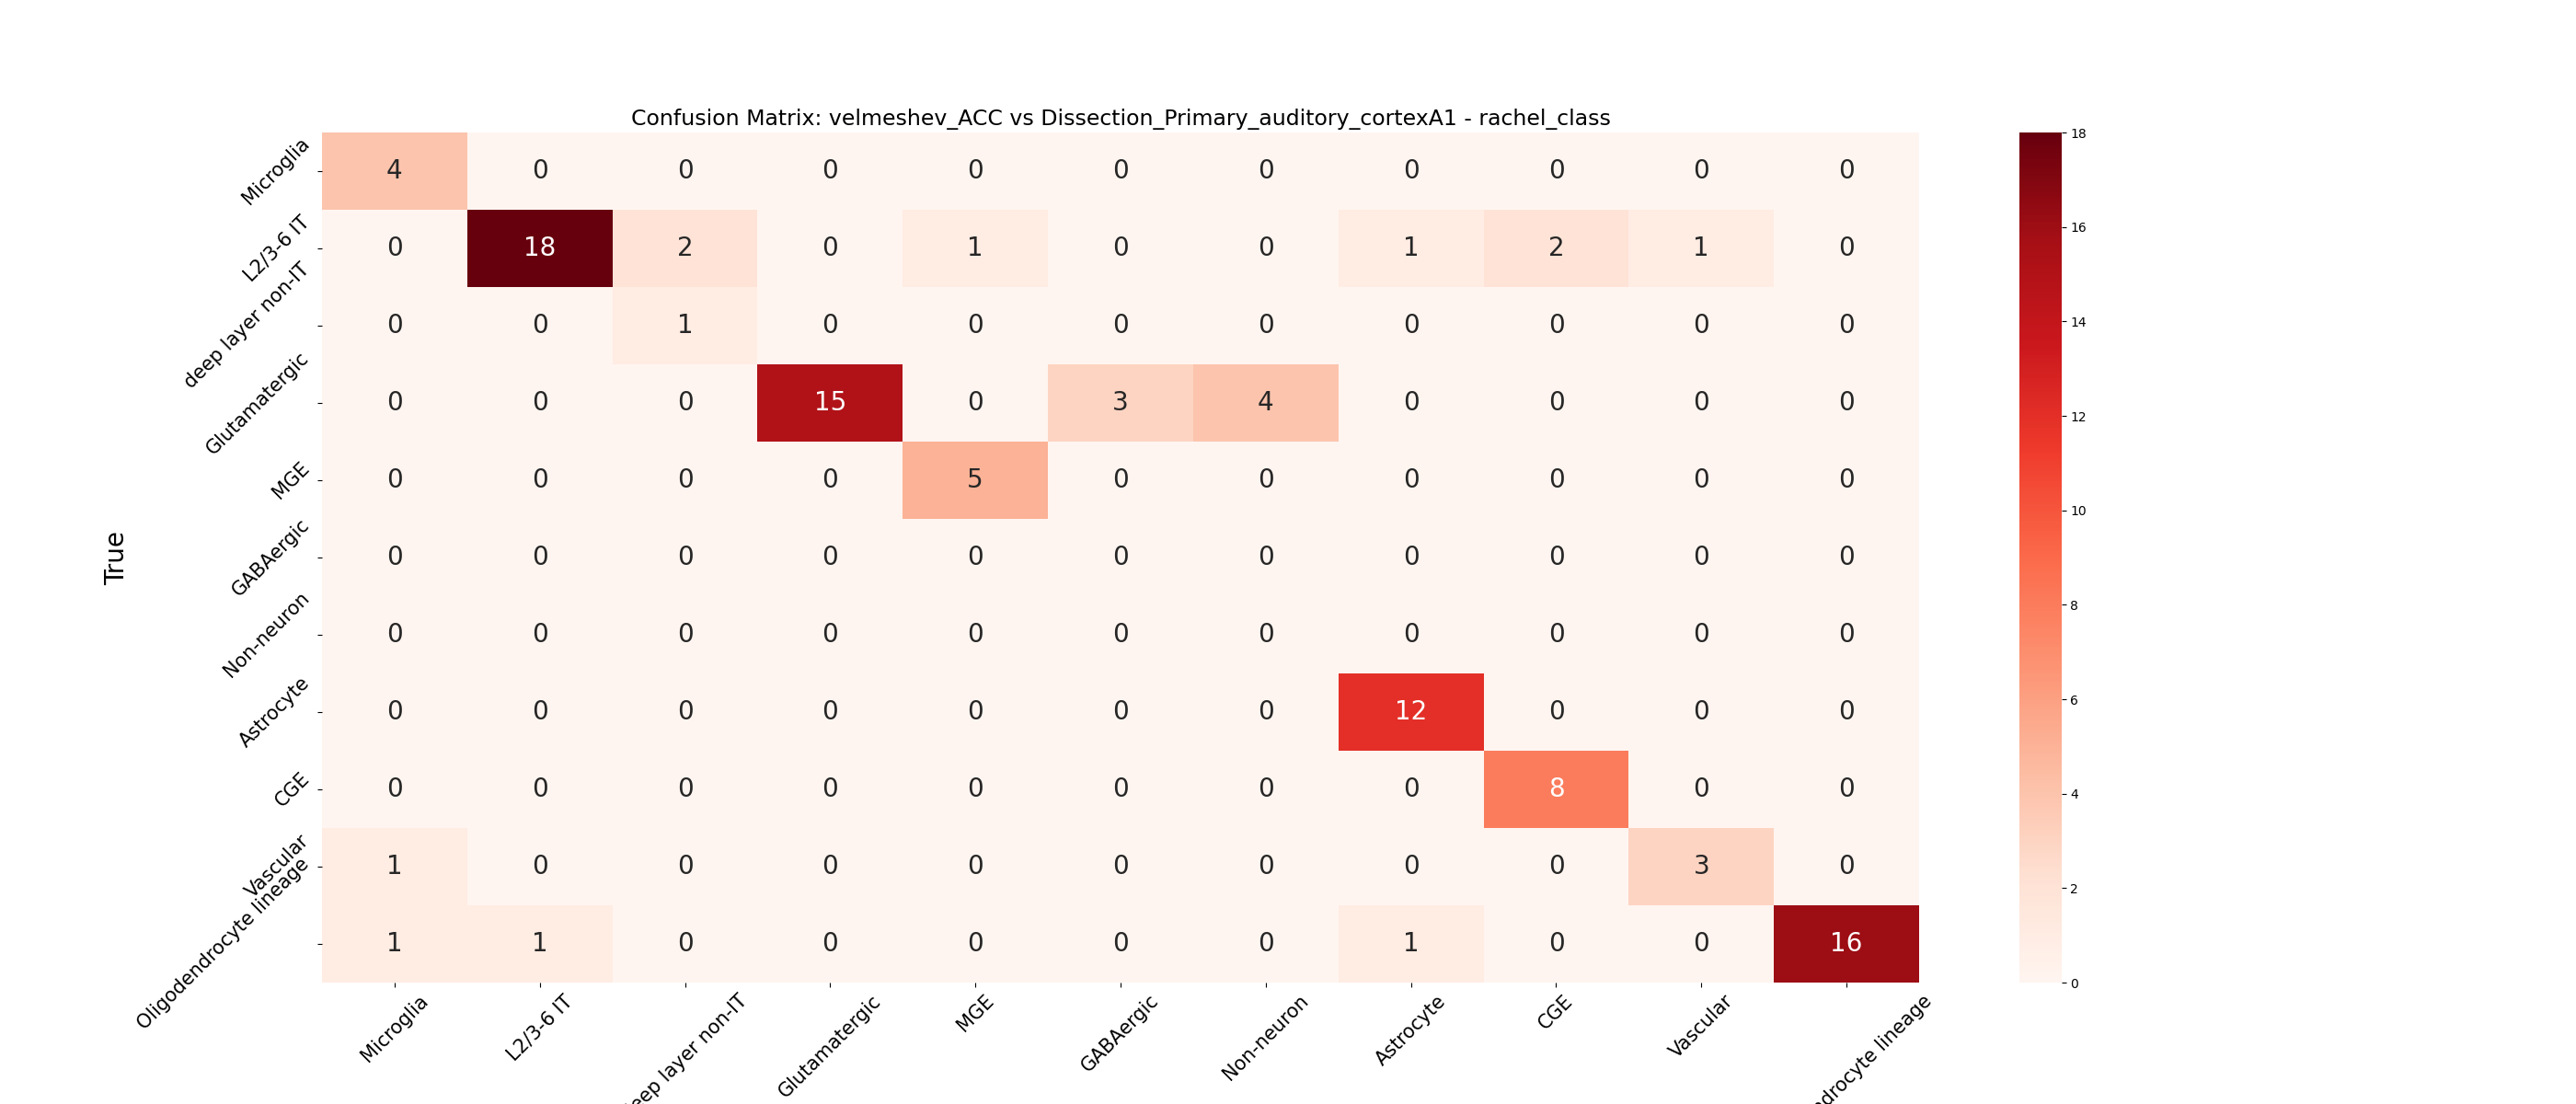 Confusion Matrix: velmeshev_ACC vs Dissection_Primary_auditory_cortexA1 - rachel_class
True
Microglia 4 0 0 0 0 0 0 0 0 0 0
L2/3-6 IT 0 18 2 0 1 0 0 1 2 1 0
deep layer non-IT 0 0 1 0 0 0 0 0 0 0 0
Glutamatergic 0 0 0 15 0 3 4 0 0 0 0
MGE 0 0 0 0 5 0 0 0 0 0 0
GABAergic 0 0 0 0 0 0 0 0 0 0 0
Non-neuron 0 0 0 0 0 0 0 0 0 0 0
Astrocyte 0 0 0 0 0 0 0 12 0 0 0
CGE 0 0 0 0 0 0 0 0 8 0 0
Vascular 1 0 0 0 0 0 0 0 0 3 0
Oligodendrocyte lineage 1 1 0 0 0 0 0 1 0 0 16
Microglia
L2/3-6 IT
layer non-IT
Glutamatergic
MGE
GABAergic
Non-neuron
Astrocyte
CGE
Vascular
lineage
18
16
14
12
10
8
6
4
2
0